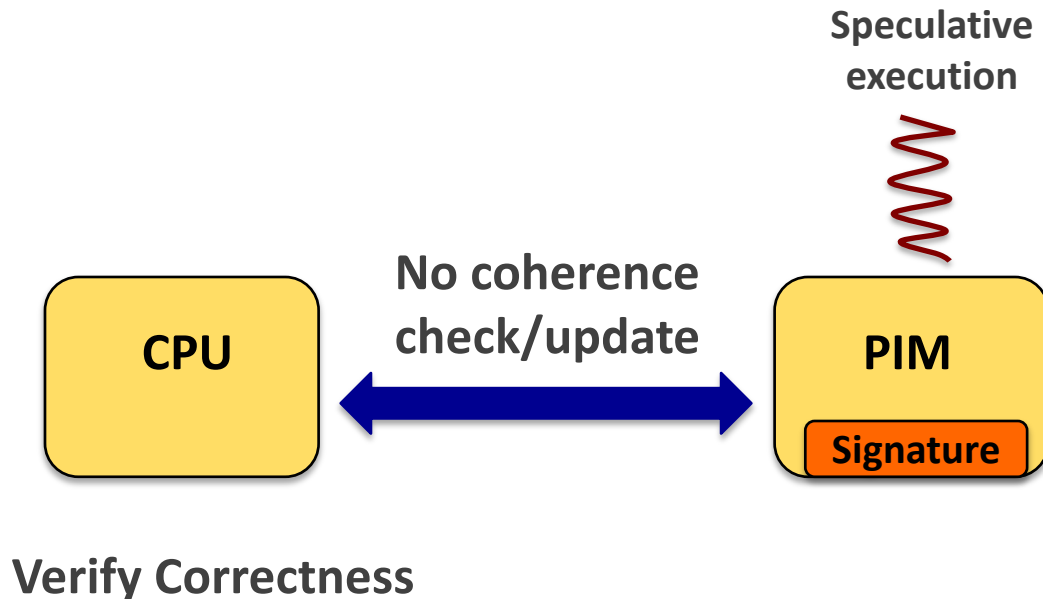 Speculative
execution
No coherence
check/update
CPU
PIM
Signature
Verify Correctness